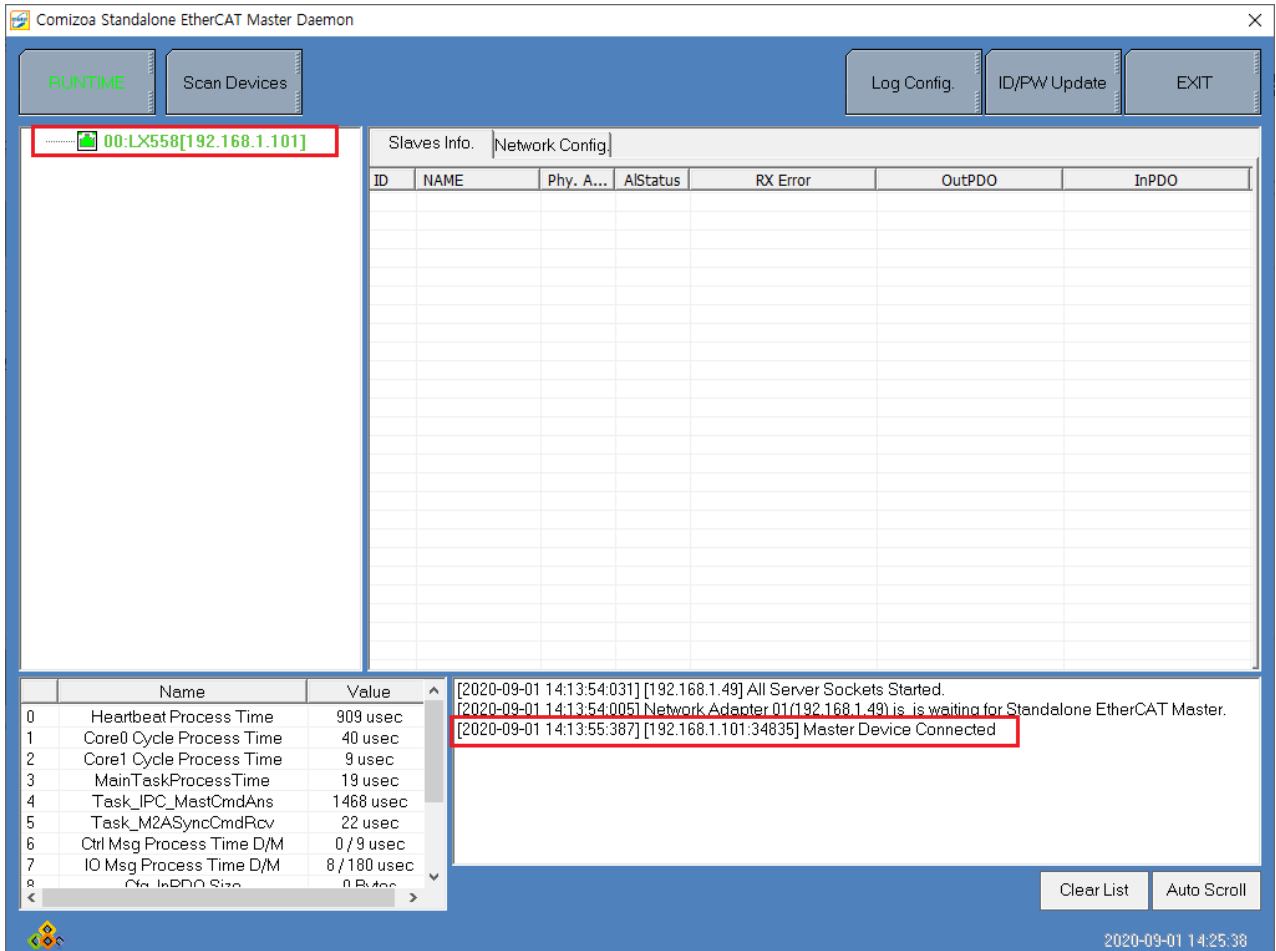 Comizoa Standalone EtherCAT Master Daemon
RUNTIME Scan Devices Log Config. ID/PW Update EXIT
00:LX558[192.168.1.101]
Slaves Info. Network Config.
ID NAME Phy. A... AlStatus RX Error OutPDO InPDO
Name Value
0 Heartbeat Process Time 909 usec
1 Core0 Cycle Process Time 40 usec
2 Core1 Cycle Process Time 9 usec
3 MainTaskProcessTime 19 usec
4 Task_IPC_MastCmdAns 1468 usec
5 Task_M2ASyncCmdRcv 22 usec
6 Ctrl Msg Process Time D/M 0 / 9 usec
7 IO Msg Process Time D/M 8 / 180 usec
8 Cfg. InPDO Size 0 Bytes
[2020-09-01 14:13:54:031] [192.168.1.49] All Server Sockets Started.
[2020-09-01 14:13:54:005] Network Adapter 01(192.168.1.49) is is waiting for Standalone EtherCAT Master.
[2020-09-01 14:13:55:387] [192.168.1.101:34835] Master Device Connected
Clear List Auto Scroll
2020-09-01 14:25:38